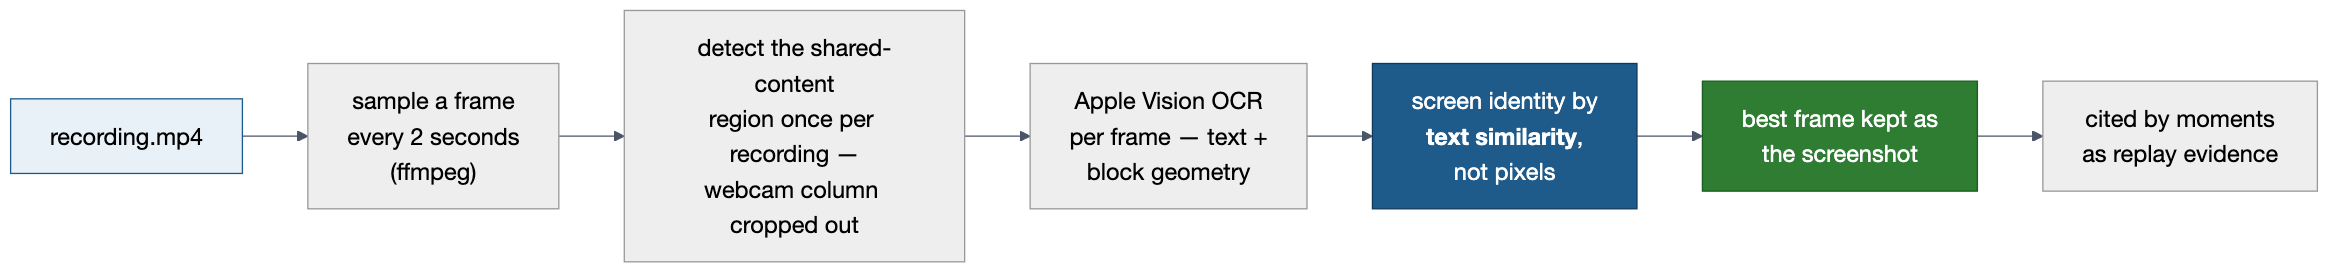 recording.mp4
sample a frame
every 2 seconds
(ffmpeg)
detect the shared-
content
region once per
recording —
webcam column
cropped out
Apple Vision OCR
per frame — text +
block geometry
screen identity by
text similarity,
not pixels
best frame kept as
the screenshot
cited by moments
as replay evidence